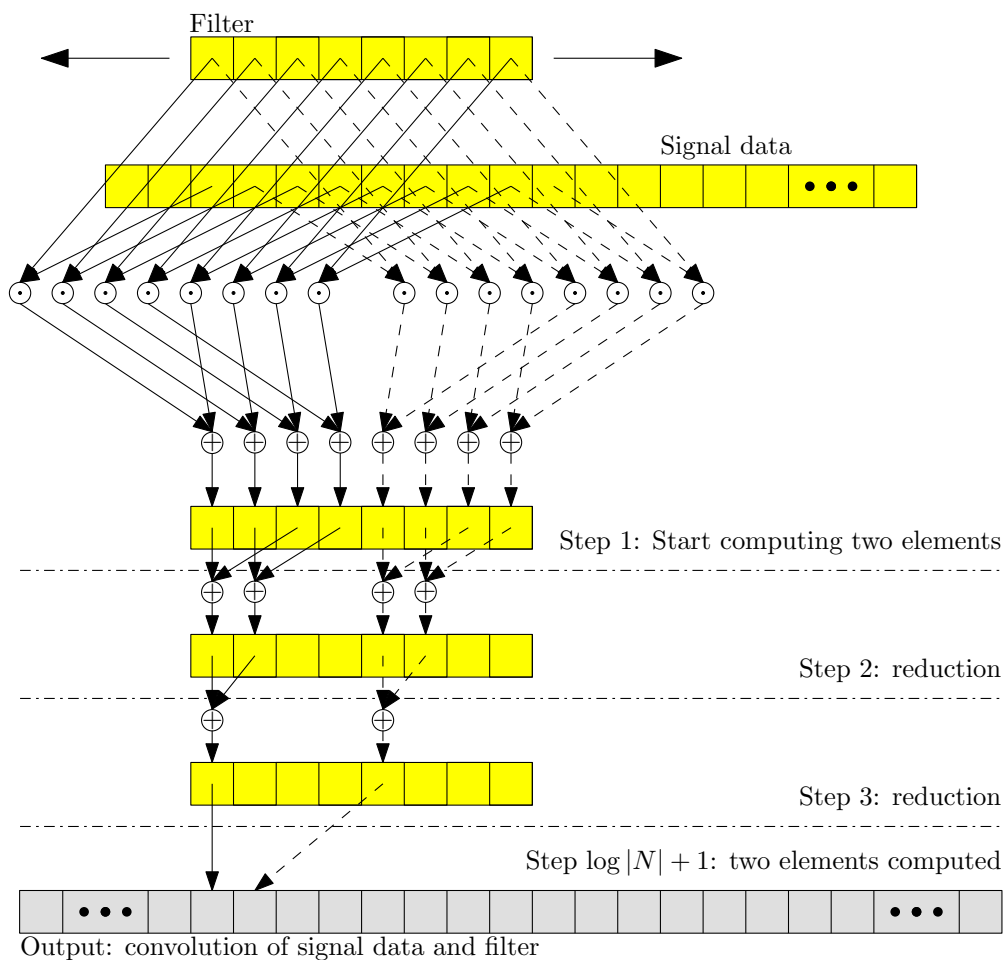 Filter
Signal data
Step 1: Start computing two elements
Step 2: reduction
Step 3: reduction
Step log |N| + 1: two elements computed
Output: convolution of signal data and filter